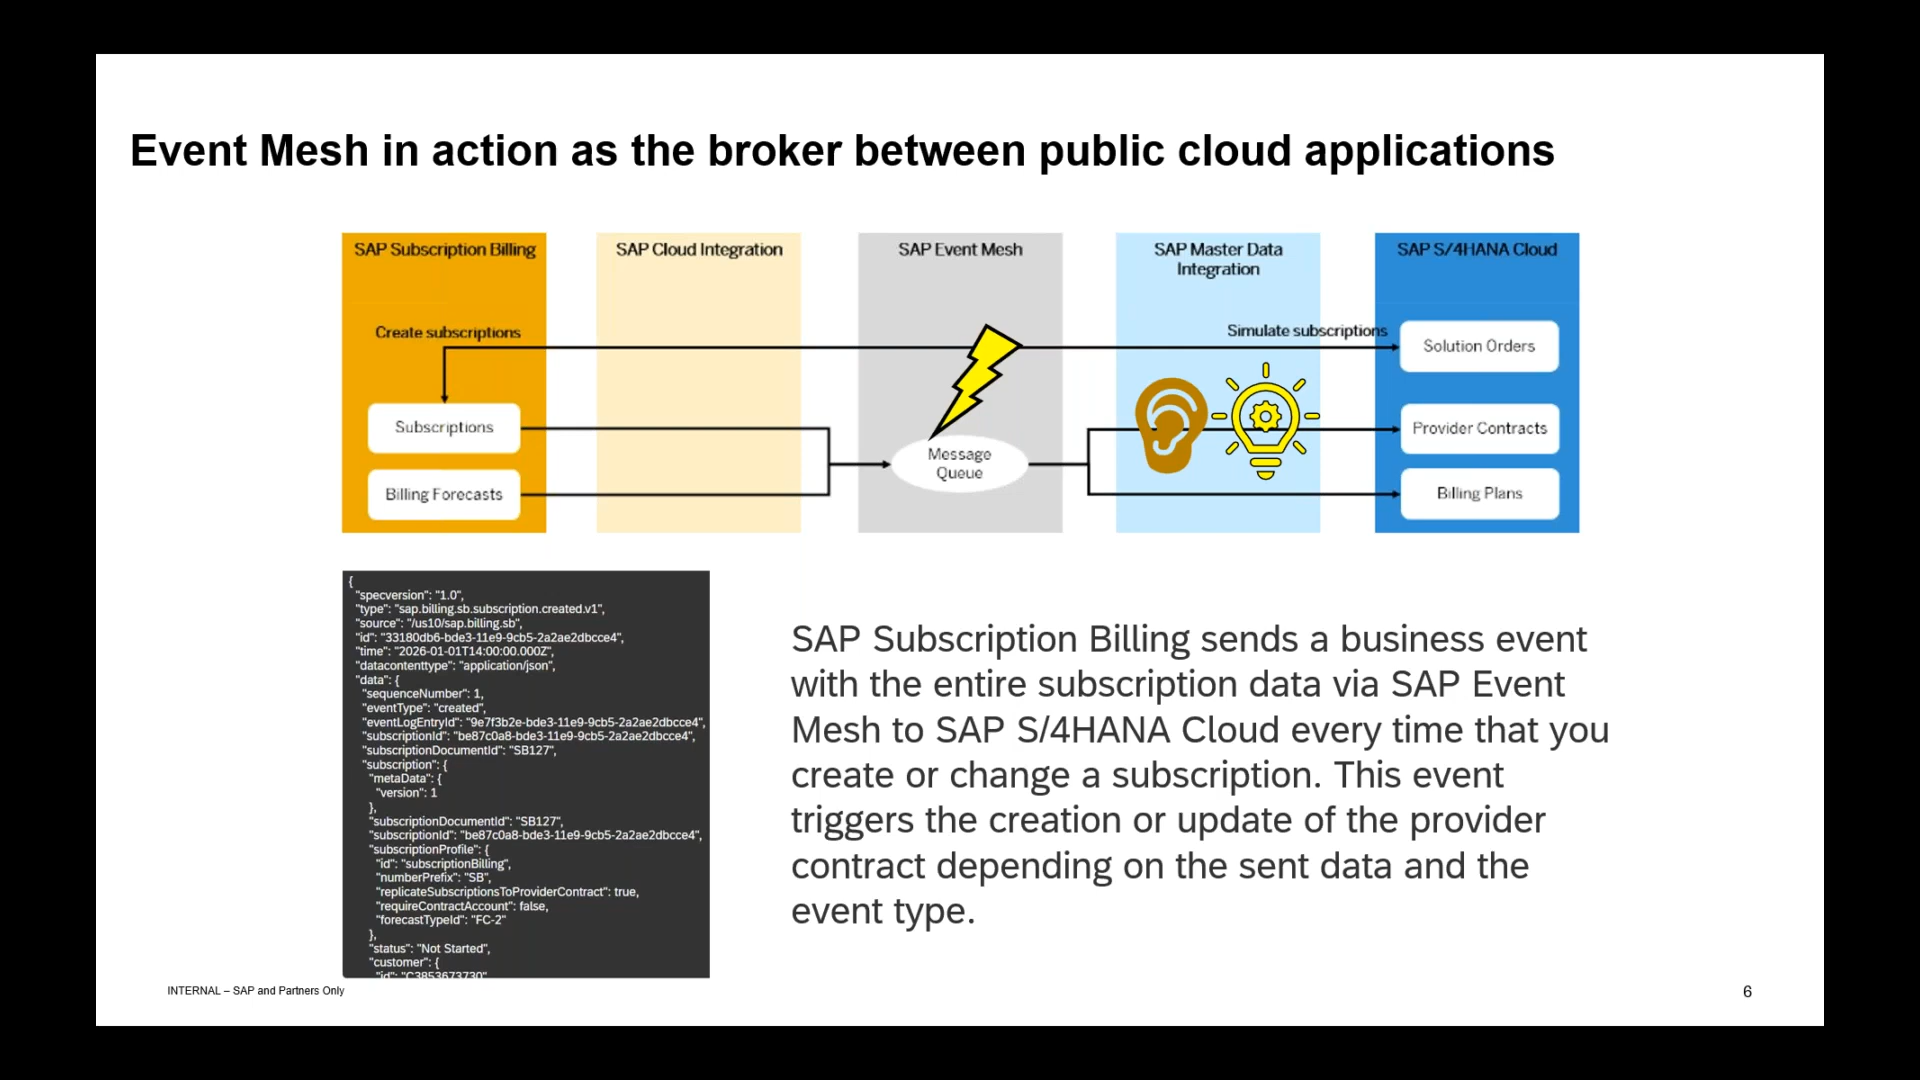 Event Mesh in action as the broker between public cloud applications
SAP Subscription Billing
SAP Cloud Integration
SAP Event Mesh
SAP Master Data
Integration
SAP S/4HANA Cloud
Create subscriptions
Simulate subscriptions
Solution Orders
Subscriptions
Message
Queue
Provider Contracts
Billing Forecasts
Billing Plans
{
"specversion": "1.0",
"type": "sap.billing.sb.subscription.created.v1",
"source": "/us10/sap.billing.sb",
"id": "33180db6-bde3-11e9-9cb5-2a2ae2dbcce4",
"time": "2026-01-01T14:00:00.000Z",
"datacontenttype": "application/json",
"data": {
"sequenceNumber": 1,
"eventType": "created",
"eventLogEntryId": "9e7f3b2e-bde3-11e9-9cb5-2a2ae2dbcce4",
"subscriptionId": "be87c0a8-bde3-11e9-9cb5-2a2ae2dbcce4",
"subscriptionDocumentId": "SB127",
"subscription": {
"metaData": {
"version": 1
},
"subscriptionDocumentId": "SB127",
"subscriptionId": "be87c0a8-bde3-11e9-9cb5-2a2ae2dbcce4",
"subscriptionProfile": {
"id": "subscriptionBilling",
"numberPrefix": "SB",
"replicateSubscriptionsToProviderContract": true,
"requireContractAccount": false,
"forecastTypeId": "FC-2"
},
"status": "Not Started",
"customer": {
"id": "C3853673730"
SAP Subscription Billing sends a business event
with the entire subscription data via SAP Event
Mesh to SAP S/4HANA Cloud every time that you
create or change a subscription. This event
triggers the creation or update of the provider
contract depending on the sent data and the
event type.
INTERNAL – SAP and Partners Only
6